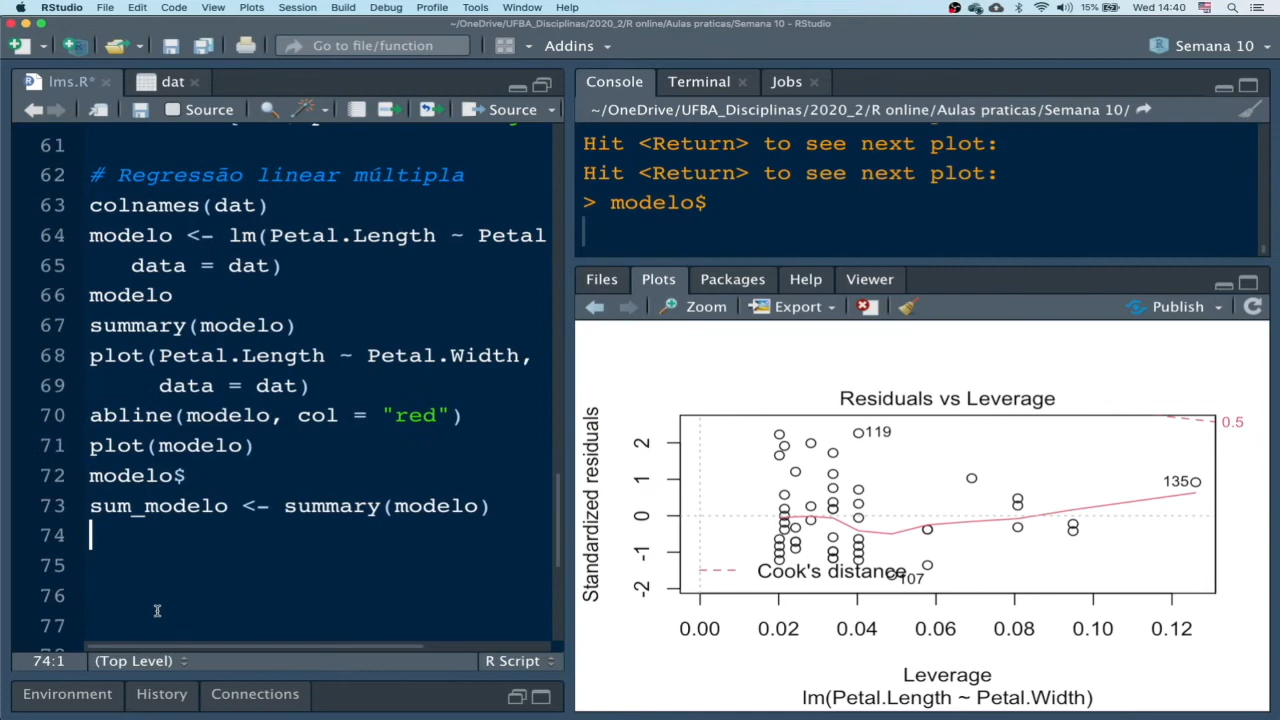 RStudio File Edit Code View Plots Session Build Debug Profile Tools Window Help 15% Wed 14:40
~/OneDrive/UFBA_Disciplinas/2020_2/R online/Aulas praticas/Semana 10 - RStudio
Go to file/function Addins Semana 10
lms.R* dat
Source Source
61
62 # Regressão linear múltipla
63 colnames(dat)
64 modelo <- lm(Petal.Length ~ Petal
65 data = dat)
66 modelo
67 summary(modelo)
68 plot(Petal.Length ~ Petal.Width,
69 data = dat)
70 abline(modelo, col = "red")
71 plot(modelo)
72 modelo$
73 sum_modelo <- summary(modelo)
74
75
76
77
74:1 (Top Level) R Script
Environment History Connections
Console Terminal Jobs
~/OneDrive/UFBA_Disciplinas/2020_2/R online/Aulas praticas/Semana 10/
Hit <Return> to see next plot:
Hit <Return> to see next plot:
> modelo$
Files Plots Packages Help Viewer
Zoom Export Publish
Residuals vs Leverage
Standardized residuals
2
1
0
-1
-2
119
135
107
0.5
Cook's distance
0.00 0.02 0.04 0.06 0.08 0.10 0.12
Leverage
lm(Petal.Length ~ Petal.Width)